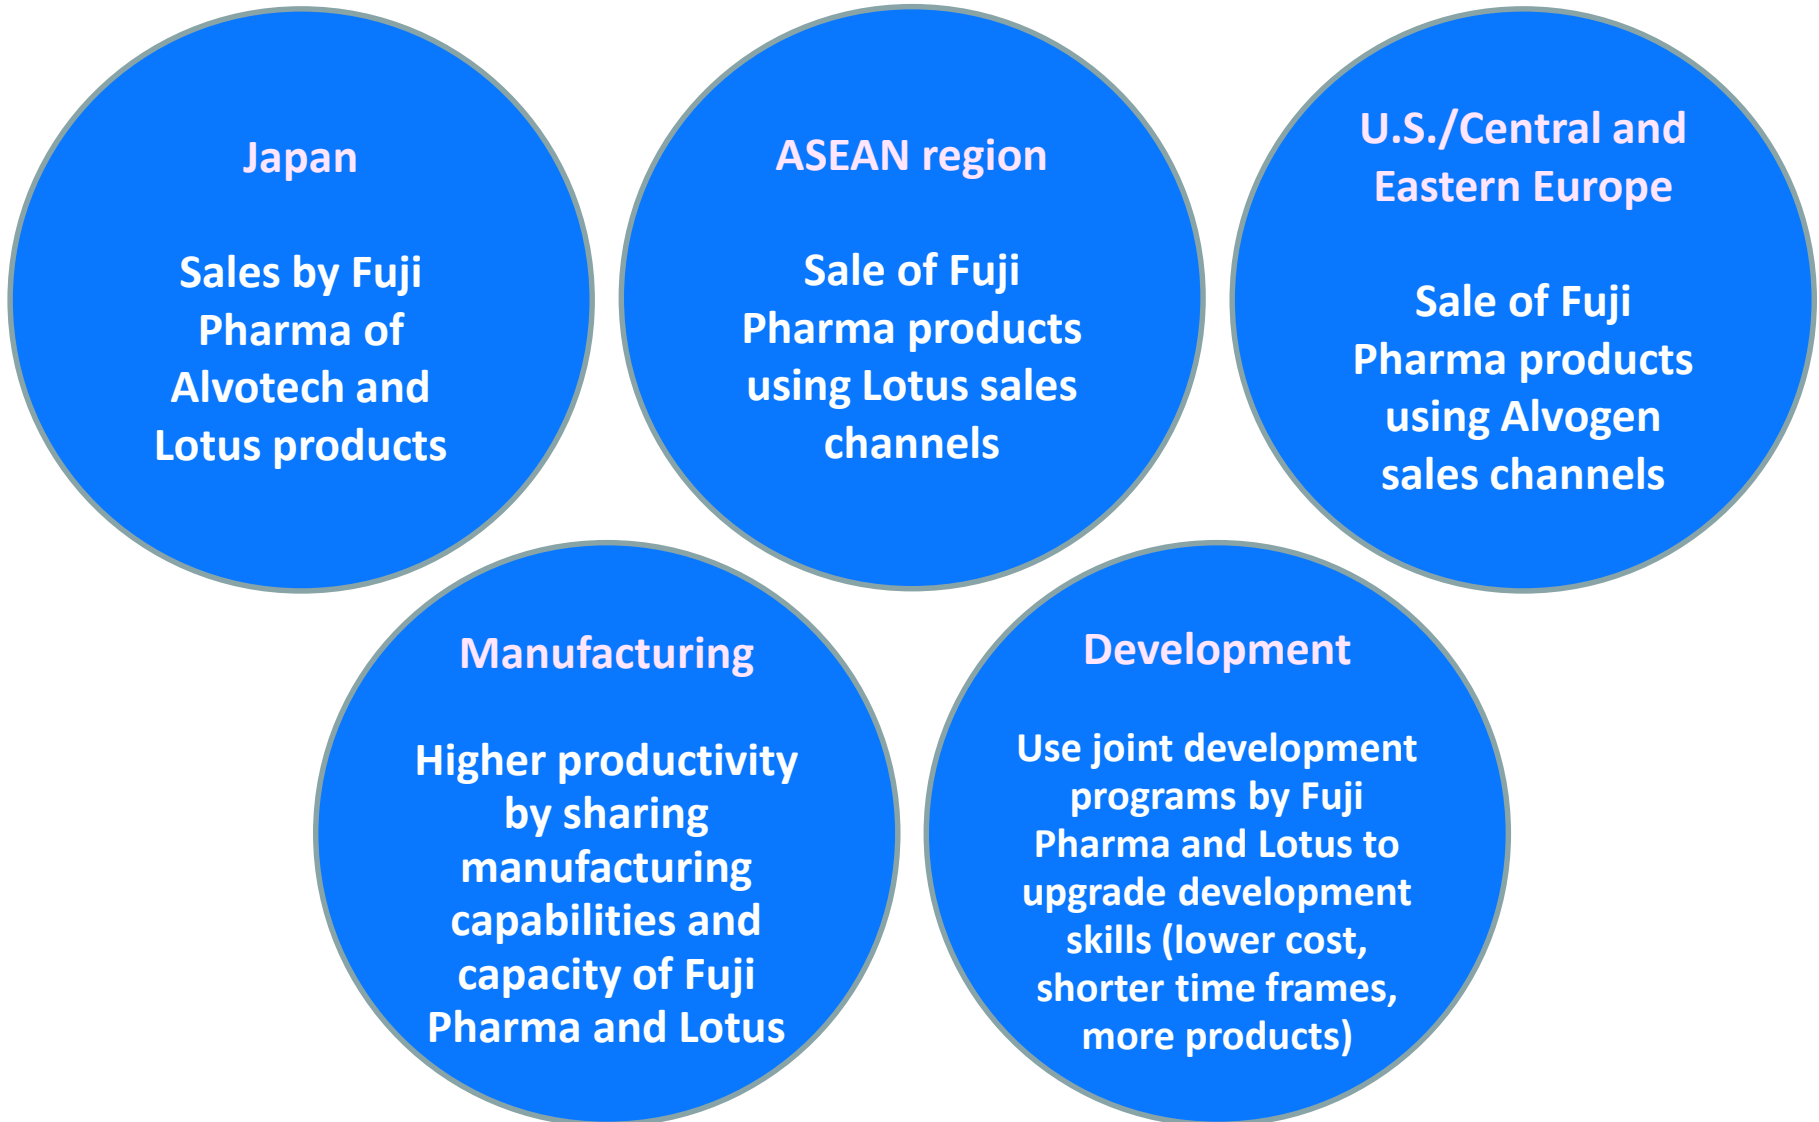 Japan
Sales by Fuji
Pharma of
Alvotech and
Lotus products
ASEAN region
Sale of Fuji
Pharma products
using Lotus sales
channels
U.S./Central and
Eastern Europe
Sale of Fuji
Pharma products
using Alvogen
sales channels
Manufacturing
Higher productivity
by sharing
manufacturing
capabilities and
capacity of Fuji
Pharma and Lotus
Development
Use joint development
programs by Fuji
Pharma and Lotus to
upgrade development
skills (lower cost,
shorter time frames,
more products)